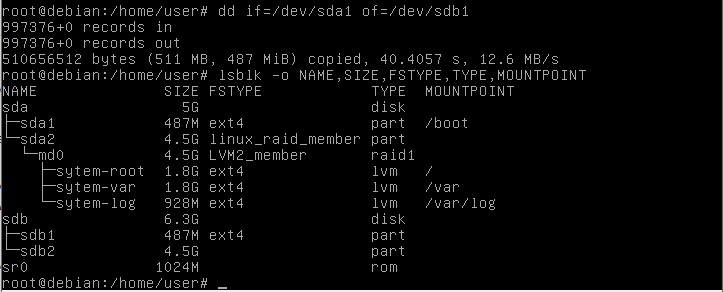 root@debian:/home/user# dd if=/dev/sda1 of=/dev/sdb1
997376+0 records in
997376+0 records out
510656512 bytes (511 MB, 487 MiB) copied, 40.4057 s, 12.6 MB/s
root@debian:/home/user# lsblk -o NAME,SIZE,FSTYPE,TYPE,MOUNTPOINT
NAME               SIZE FSTYPE            TYPE  MOUNTPOINT
sda                  5G                   disk
├─sda1             487M ext4              part  /boot
└─sda2             4.5G linux_raid_member part
  └─md0            4.5G LVM2_member       raid1
    ├─sytem-root   1.8G ext4              lvm   /
    ├─sytem-var    1.8G ext4              lvm   /var
    └─sytem-log    928M ext4              lvm   /var/log
sdb                6.3G                   disk
├─sdb1             487M ext4              part
└─sdb2             4.5G                   part
sr0               1024M                   rom
root@debian:/home/user# _